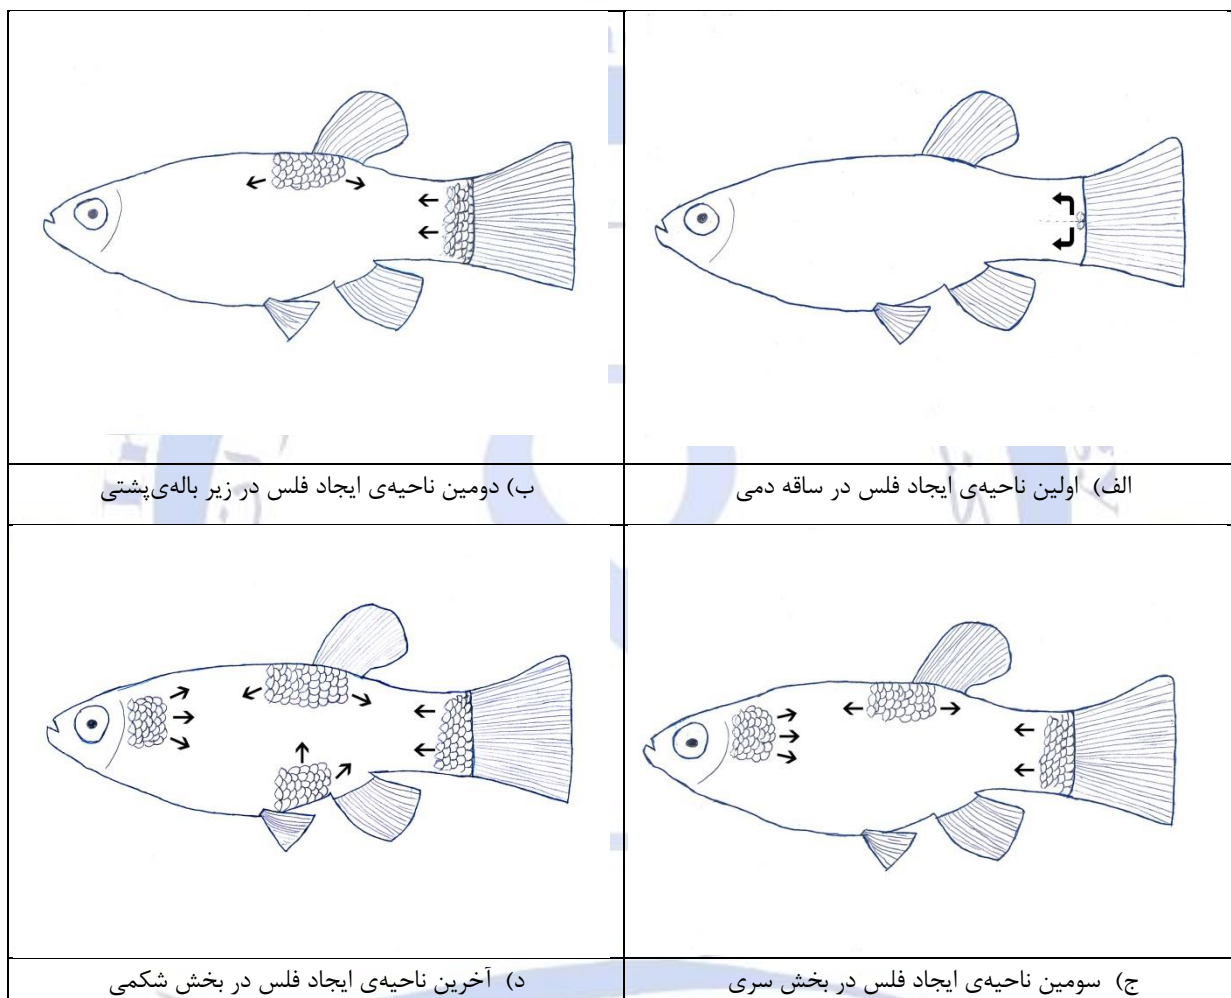 الف) اولین ناحیه‌ی ایجاد فلس در ساقه دمی
ب) دومین ناحیه‌ی ایجاد فلس در زیر باله‌ی‌پشتی
ج) سومین ناحیه‌ی ایجاد فلس در بخش سری
د) آخرین ناحیه‌ی ایجاد فلس در بخش شکمی